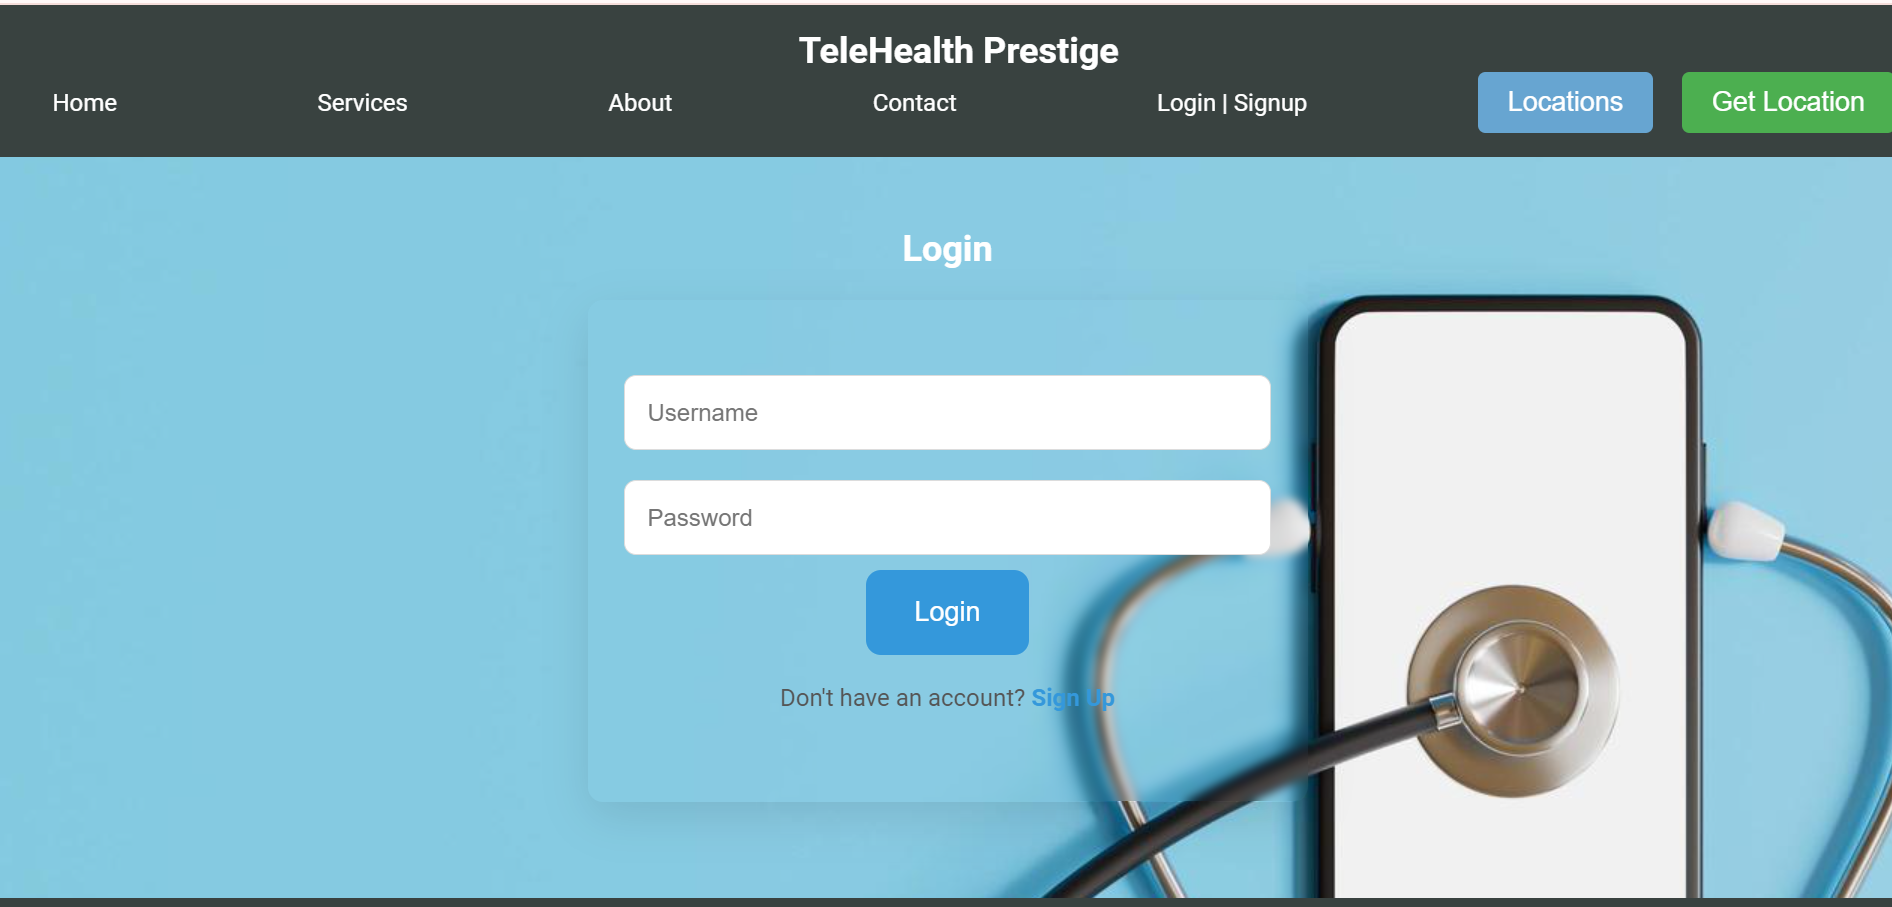 TeleHealth Prestige
Home Services About Contact Login | Signup Locations Get Location
Login
Username
Password
Login
Don't have an account? Sign Up